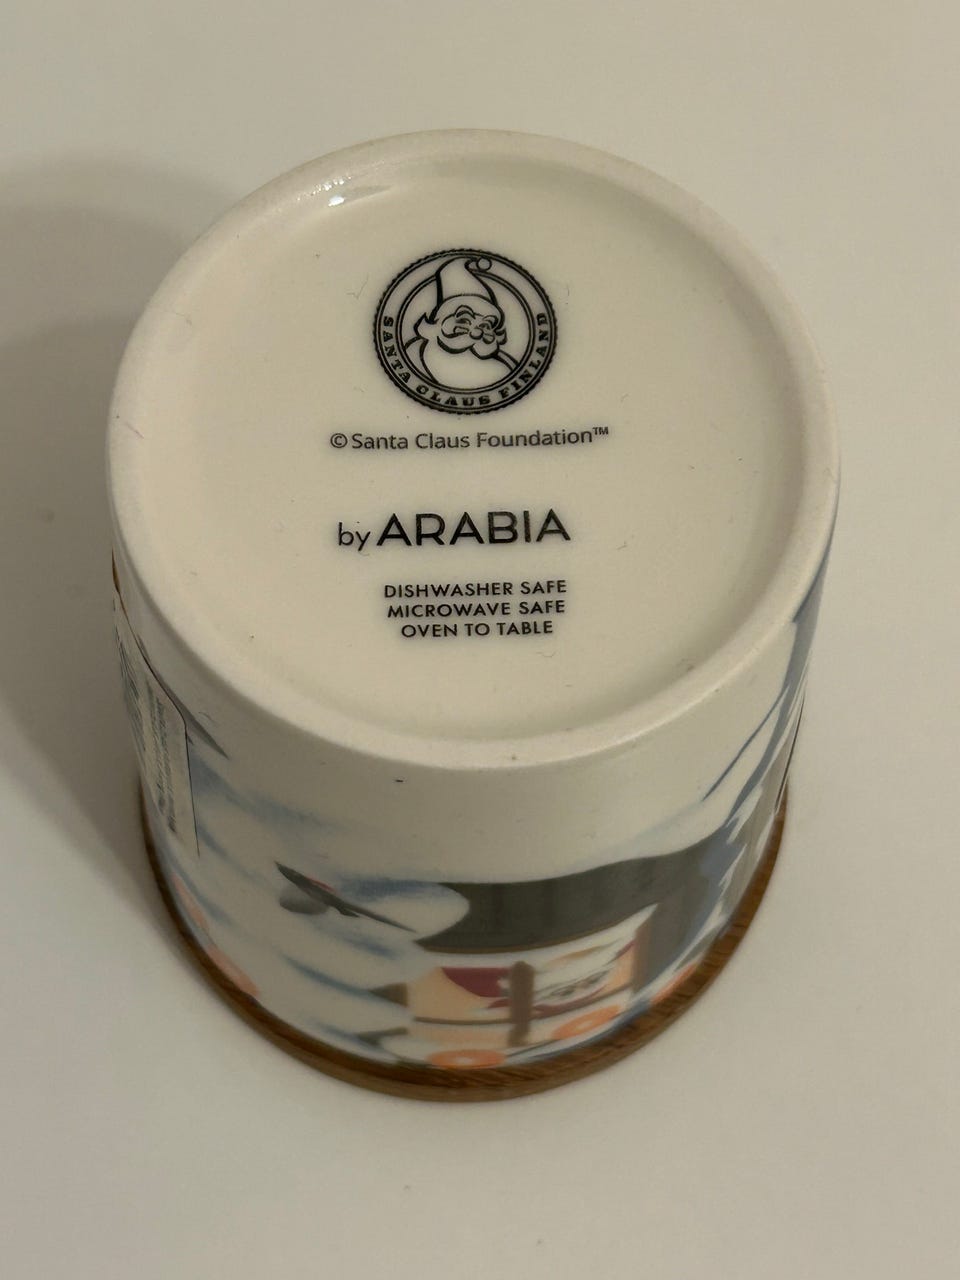 SANTA CLAUS FINLAND
© Santa Claus Foundation™
by ARABIA
DISHWASHER SAFE
MICROWAVE SAFE
OVEN TO TABLE